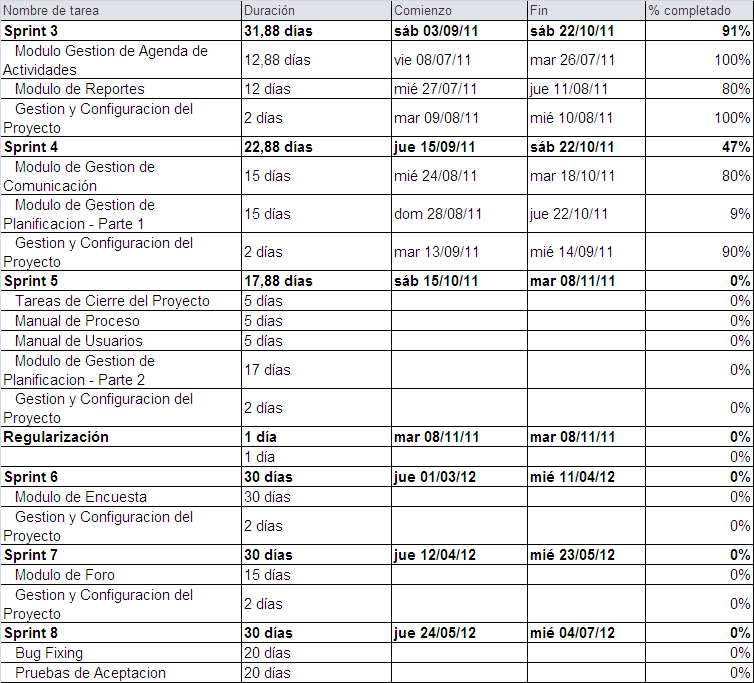 Nombre de tarea Duración Comienzo Fin % completado
Sprint 3 31,88 días sáb 03/09/11 sáb 22/10/11 91%
Modulo Gestion de Agenda de
Actividades 12,88 días vie 08/07/11 mar 26/07/11 100%
Modulo de Reportes 12 días mié 27/07/11 jue 11/08/11 80%
Gestion y Configuracion del
Proyecto 2 días mar 09/08/11 mié 10/08/11 100%
Sprint 4 22,88 días jue 15/09/11 sáb 22/10/11 47%
Modulo de Gestion de
Comunicación 15 días mié 24/08/11 mar 18/10/11 80%
Modulo de Gestion de
Planificacion - Parte 1 15 días dom 28/08/11 jue 22/10/11 9%
Gestion y Configuracion del
Proyecto 2 días mar 13/09/11 mié 14/09/11 90%
Sprint 5 17,88 días sáb 15/10/11 mar 08/11/11 0%
Tareas de Cierre del Proyecto 5 días 0%
Manual de Proceso 5 días 0%
Manual de Usuarios 5 días 0%
Modulo de Gestion de
Planificacion - Parte 2 17 días 0%
Gestion y Configuracion del
Proyecto 2 días 0%
Regularización 1 día mar 08/11/11 mar 08/11/11 0%
1 día 0%
Sprint 6 30 días jue 01/03/12 mié 11/04/12 0%
Modulo de Encuesta 30 días 0%
Gestion y Configuracion del
Proyecto 2 días 0%
Sprint 7 30 días jue 12/04/12 mié 23/05/12 0%
Modulo de Foro 15 días 0%
Gestion y Configuracion del
Proyecto 2 días 0%
Sprint 8 30 días jue 24/05/12 mié 04/07/12 0%
Bug Fixing 20 días 0%
Pruebas de Aceptacion 20 días 0%